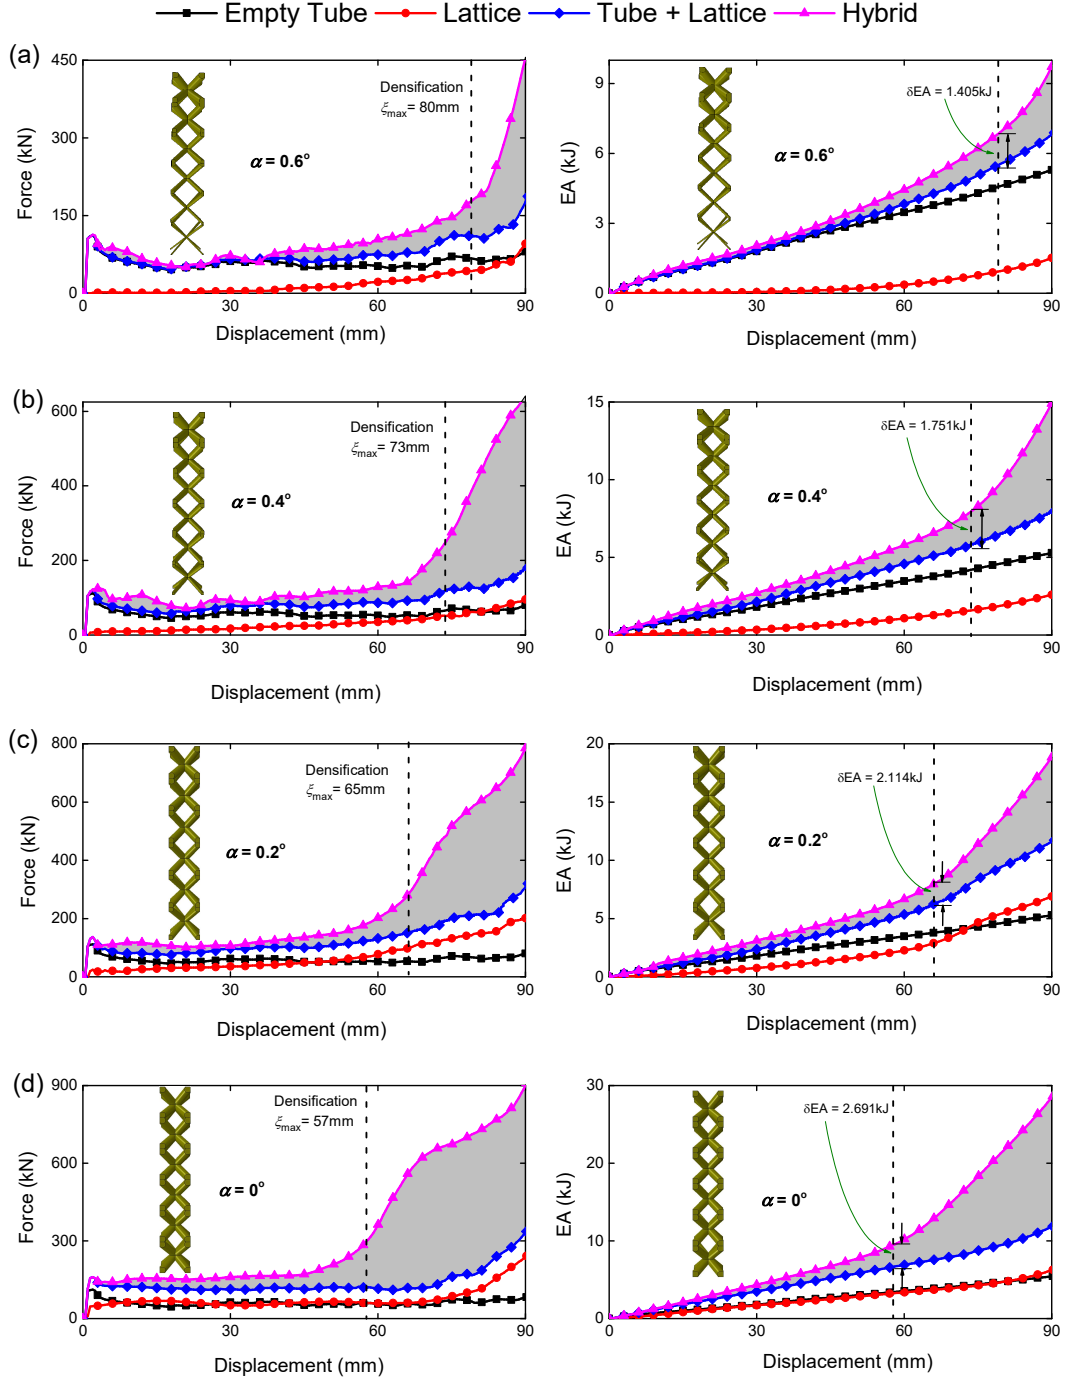 Empty Tube Lattice Tube + Lattice Hybrid
(a)
450
300
150
0
Force (kN)
Densification
ξmax= 80mm
α = 0.6°
0 30 60 90
Displacement (mm)
9
6
3
0
EA (kJ)
δEA = 1.405kJ
α = 0.6°
0 30 60 90
Displacement (mm)
(b)
600
400
200
0
Force (kN)
Densification
ξmax= 73mm
α = 0.4°
0 30 60 90
Displacement (mm)
15
10
5
0
EA (kJ)
δEA = 1.751kJ
α = 0.4°
0 30 60 90
Displacement (mm)
(c)
800
600
400
200
0
Force (kN)
Densification
ξmax= 65mm
α = 0.2°
0 30 60 90
Displacement (mm)
20
15
10
5
0
EA (kJ)
δEA = 2.114kJ
α = 0.2°
0 30 60 90
Displacement (mm)
(d)
900
600
300
0
Force (kN)
Densification
ξmax= 57mm
α = 0°
0 30 60 90
Displacement (mm)
30
20
10
0
EA (kJ)
δEA = 2.691kJ
α = 0°
0 30 60 90
Displacement (mm)